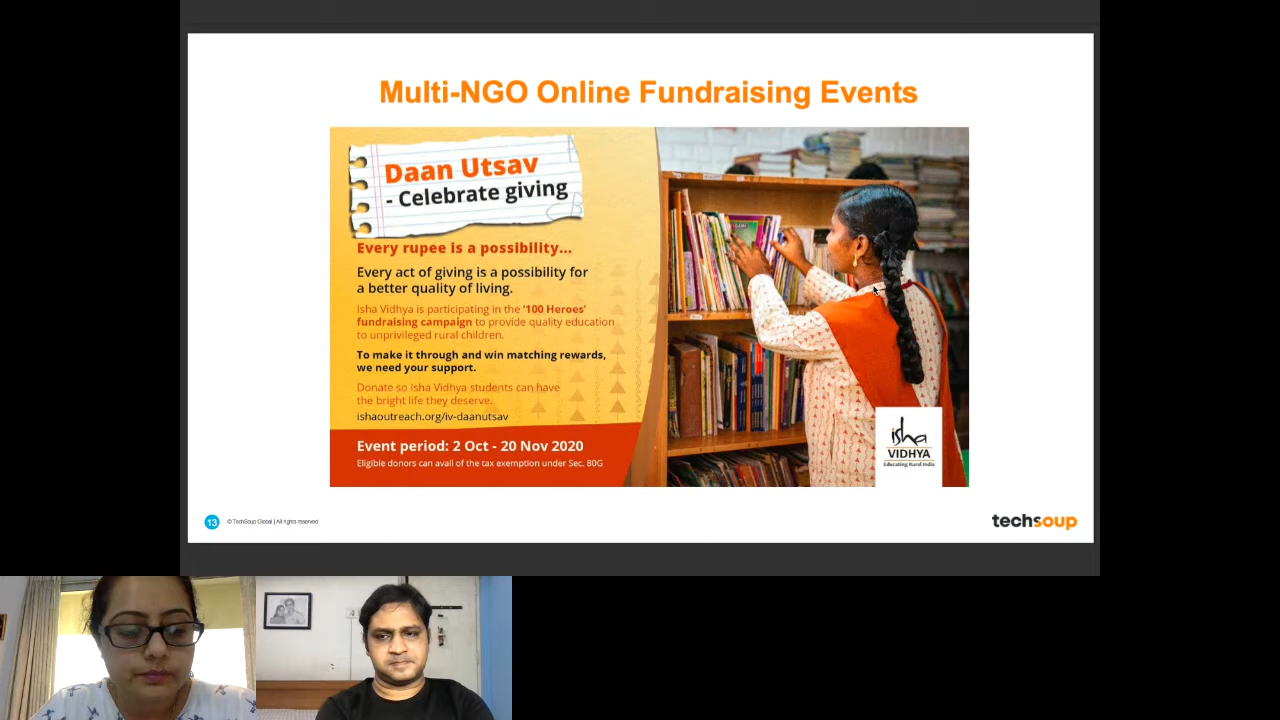 Multi-NGO Online Fundraising Events
Daan Utsav
- Celebrate giving
Every rupee is a possibility...
Every act of giving is a possibility for
a better quality of living.
Isha Vidhya is participating in the '100 Heroes'
fundraising campaign to provide quality education
to unprivileged rural children.
To make it through and win matching rewards,
we need your support.
Donate so Isha Vidhya students can have
the bright life they deserve.
ishaoutreach.org/iv-daanutsav
Event period: 2 Oct - 20 Nov 2020
Eligible donors can avail of the tax exemption under Sec. 80G
isha
VIDHYA
Educating Rural India
13
© TechSoup Global | All rights reserved
techsoup